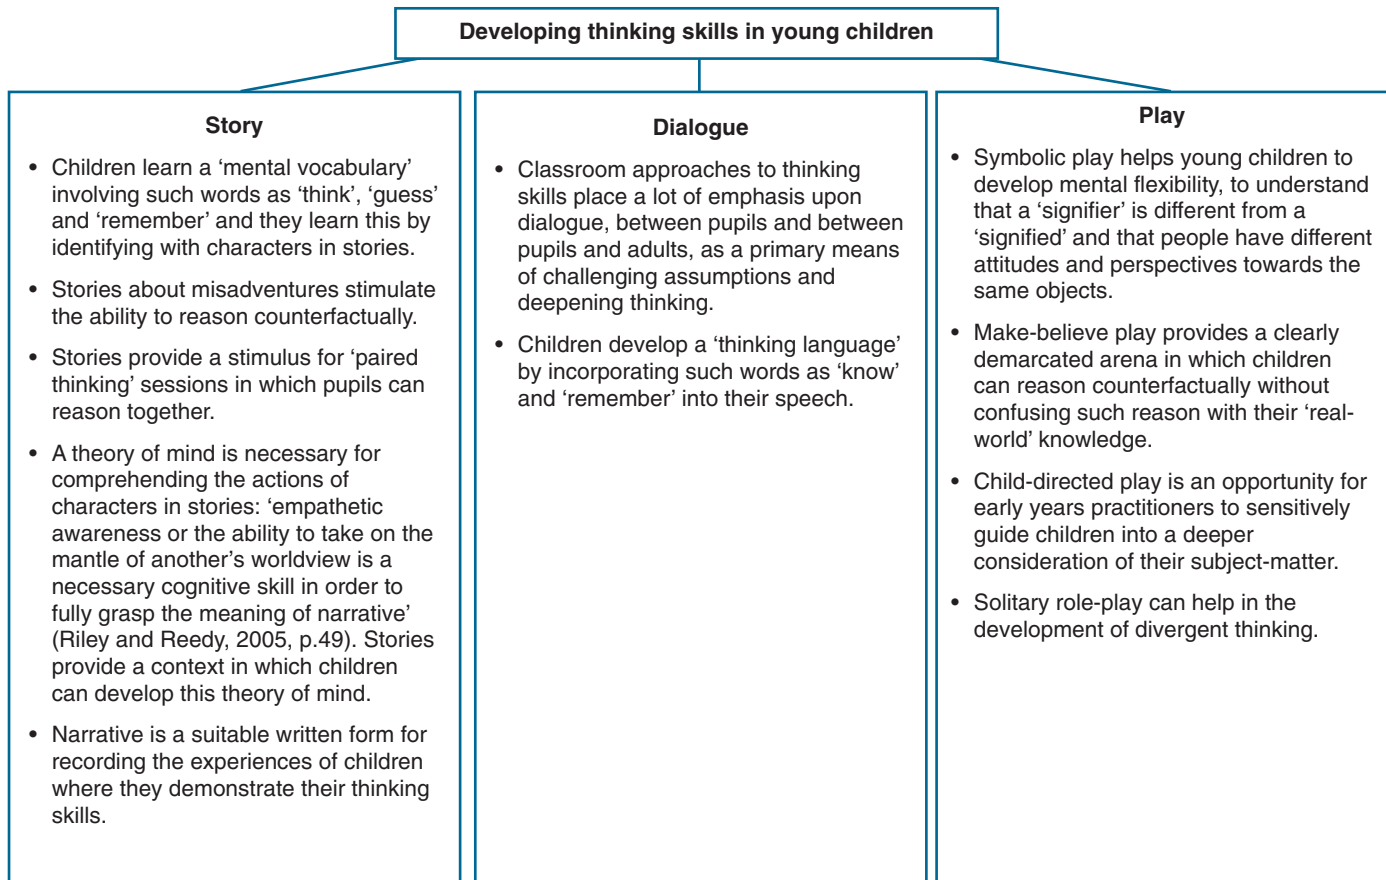 Developing thinking skills in young children
Story
• Children learn a ‘mental vocabulary’
involving such words as ‘think’, ‘guess’
and ‘remember’ and they learn this by
identifying with characters in stories.
• Stories about misadventures stimulate
the ability to reason counterfactually.
• Stories provide a stimulus for ‘paired
thinking’ sessions in which pupils can
reason together.
• A theory of mind is necessary for
comprehending the actions of
characters in stories: ‘empathetic
awareness or the ability to take on the
mantle of another’s worldview is a
necessary cognitive skill in order to
fully grasp the meaning of narrative’
(Riley and Reedy, 2005, p.49). Stories
provide a context in which children
can develop this theory of mind.
• Narrative is a suitable written form for
recording the experiences of children
where they demonstrate their thinking
skills.
Dialogue
• Classroom approaches to thinking
skills place a lot of emphasis upon
dialogue, between pupils and between
pupils and adults, as a primary means
of challenging assumptions and
deepening thinking.
• Children develop a ‘thinking language’
by incorporating such words as ‘know’
and ‘remember’ into their speech.
Play
• Symbolic play helps young children to
develop mental flexibility, to understand
that a ‘signifier’ is different from a
‘signified’ and that people have different
attitudes and perspectives towards the
same objects.
• Make-believe play provides a clearly
demarcated arena in which children
can reason counterfactually without
confusing such reason with their ‘real-
world’ knowledge.
• Child-directed play is an opportunity for
early years practitioners to sensitively
guide children into a deeper
consideration of their subject-matter.
• Solitary role-play can help in the
development of divergent thinking.